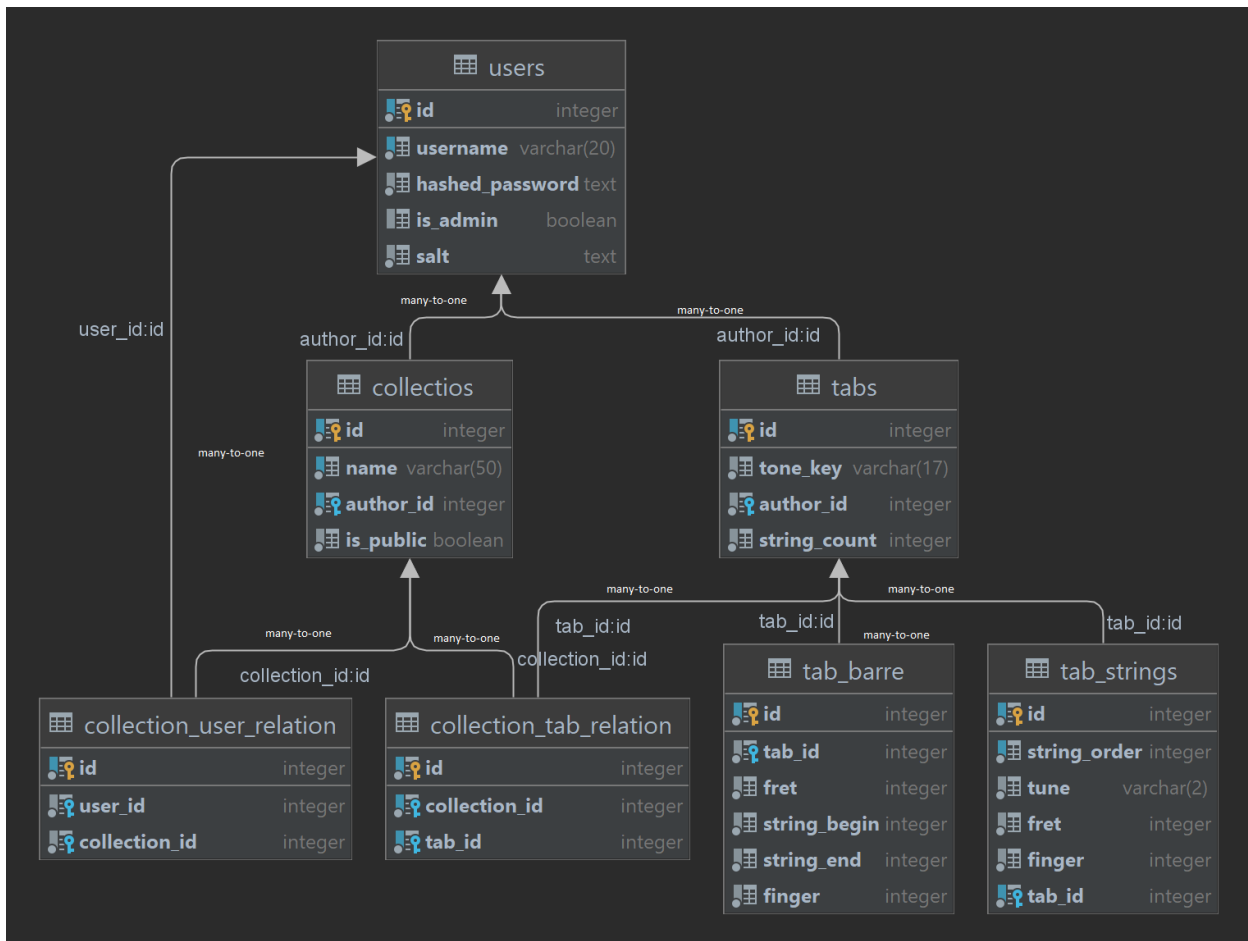 users
id integer
username varchar(20)
hashed_password text
is_admin boolean
salt text
many-to-one
many-to-one
user_id:id
author_id:id
author_id:id
collectios
id integer
name varchar(50)
author_id integer
is_public boolean
tabs
id integer
tone_key varchar(17)
author_id integer
string_count integer
many-to-one
many-to-one
many-to-one
tab_id:id
tab_id:id
tab_id:id
many-to-one
many-to-one
many-to-one
collection_id:id
collection_id:id
collection_user_relation
id integer
user_id integer
collection_id integer
collection_tab_relation
id integer
collection_id integer
tab_id integer
tab_barre
id integer
tab_id integer
fret integer
string_begin integer
string_end integer
finger integer
tab_strings
id integer
string_order integer
tune varchar(2)
fret integer
finger integer
tab_id integer